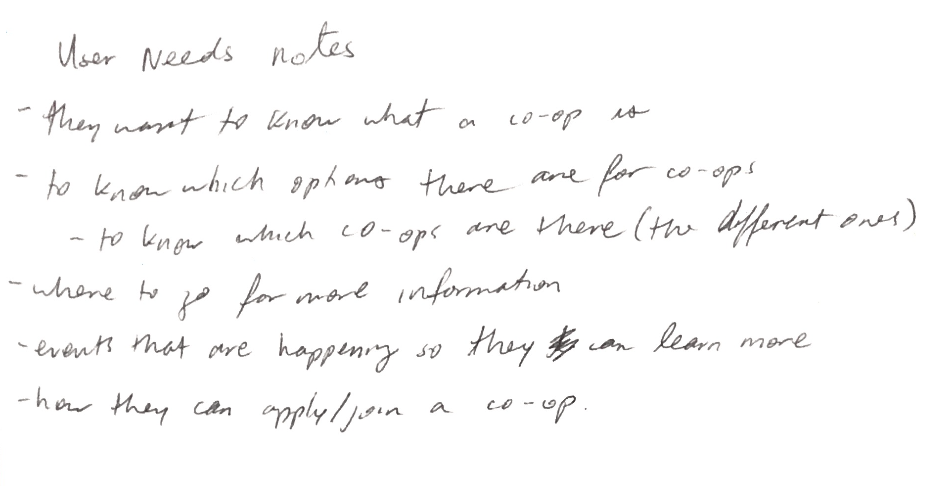 User Needs notes
- they want to know what a co-op is
- to know which options there are for co-ops
- to know which co-ops are there (the different ones)
- where to go for more information
- events that are happening so they can learn more
- how they can apply/join a co-op.